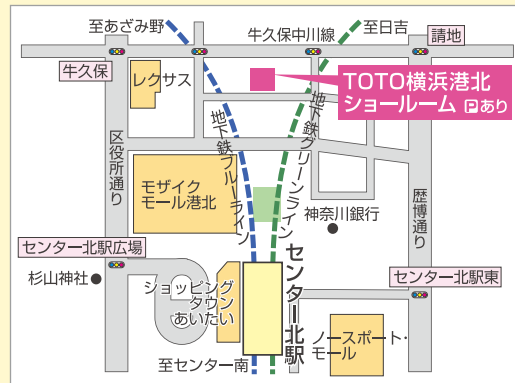 至あざみ野
牛久保中川線
至日吉
請地
牛久保
レクサス
TOTO横浜港北
ショールーム Pあり
区役所通り
地下鉄ブルーライン
地下鉄グリーンライン
モザイク
モール港北
神奈川銀行
歴博通り
センター北駅広場
杉山神社
ショッピング
タウン
あいたい
センター北駅
センター北駅東
ノースポート・
モール
至センター南